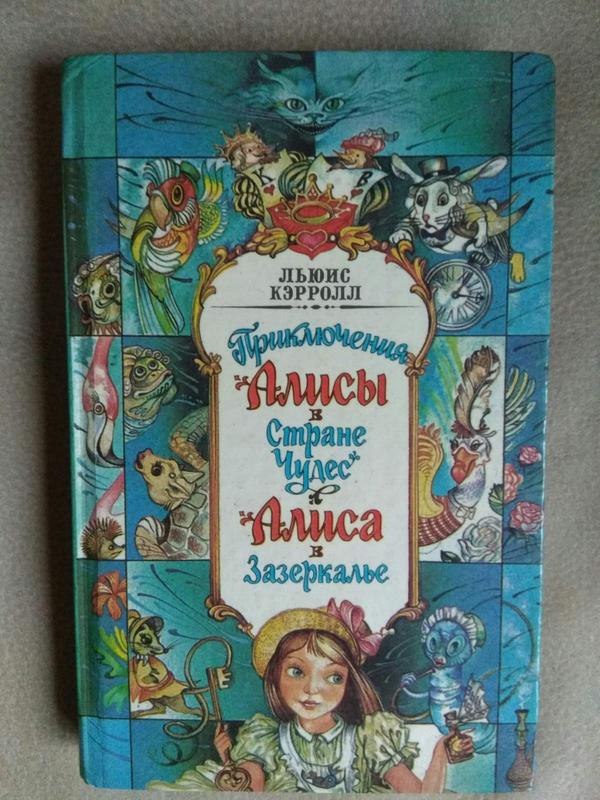 К В
ЛЬЮИС
КЭРРОЛЛ
Приключения
"Алисы
в
Стране
Чудес"
"Алиса
в
Зазеркалье